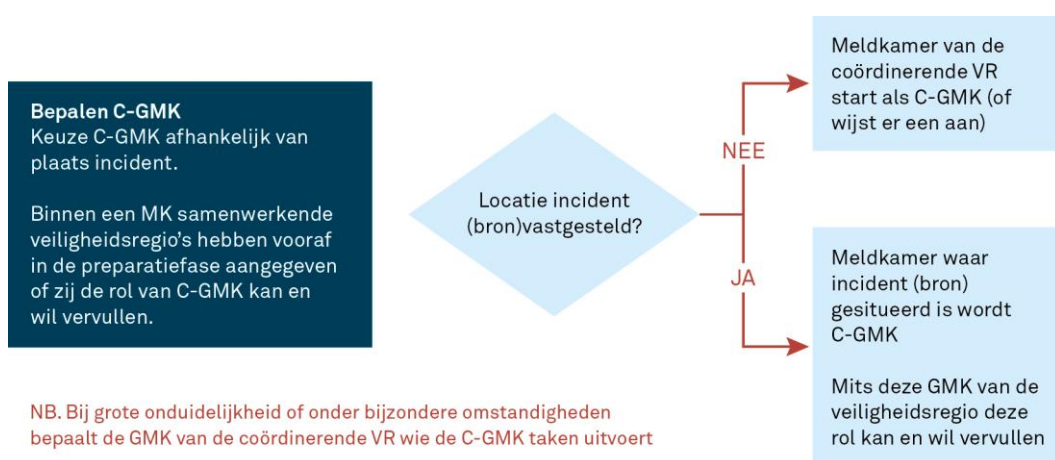 Bepalen C-GMK
Keuze C-GMK afhankelijk van
plaats incident.
Binnen een MK samenwerkende
veiligheidsregio's hebben vooraf
in de preparatiefase aangegeven
of zij de rol van C-GMK kan en
wil vervullen.
Locatie incident
(bron)vastgesteld?
NEE
Meldkamer van de
coördinerende VR
start als C-GMK (of
wijst er een aan)
JA
Meldkamer waar
incident (bron)
gesitueerd is wordt
C-GMK
Mits deze GMK van de
veiligheidsregio deze
rol kan en wil vervullen
NB. Bij grote onduidelijkheid of onder bijzondere omstandigheden
bepaalt de GMK van de coördinerende VR wie de C-GMK taken uitvoert